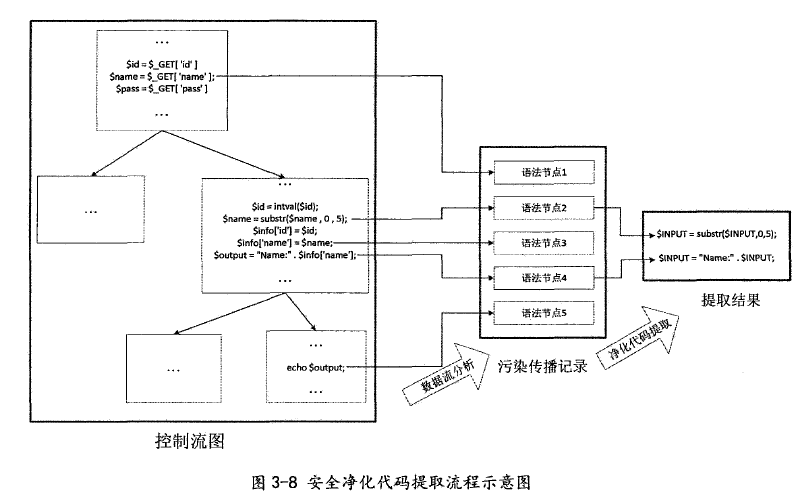 ...
$id = $_GET[ 'id' ]
$name = $_GET[ 'name' ];
$pass = $_GET[ 'pass' ]
...
...
...
$id = intval($id);
$name = substr($name , 0 , 5);
$info['id'] = $id;
$info['name'] = $name;
$output = "Name:" . $info['name'];
...
...
...
echo $output;
...
控制流图
数据流分析
语法节点1
语法节点2
语法节点3
语法节点4
语法节点5
污染传播记录
净化代码提取
$INPUT = substr($INPUT,0,5);
$INPUT = "Name:" . $INPUT;
提取结果
图 3-8 安全净化代码提取流程示意图